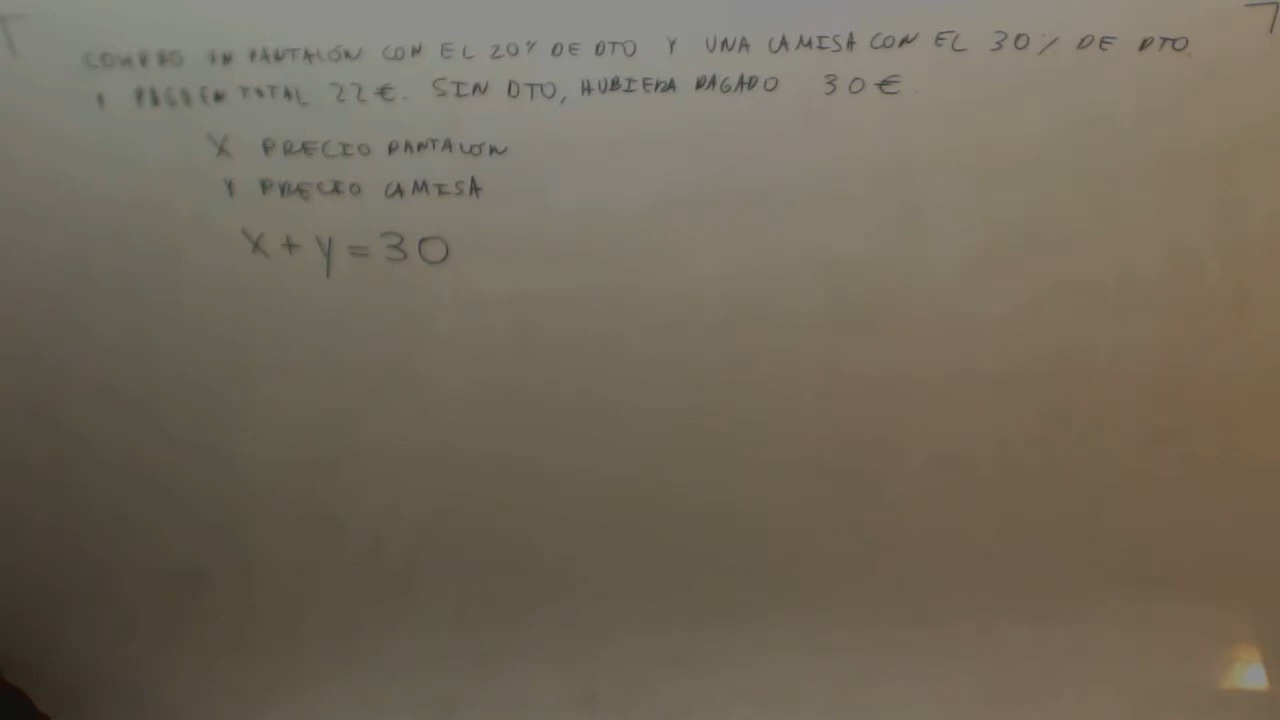 COMPRO UN PANTALÓN CON EL 20% DE DTO Y UNA CAMISA CON EL 30% DE DTO.
Y PAGO EN TOTAL 22€. SIN DTO, HUBIERA PAGADO 30€.
X PRECIO PANTALON
Y PRECIO CAMISA
x + y = 30